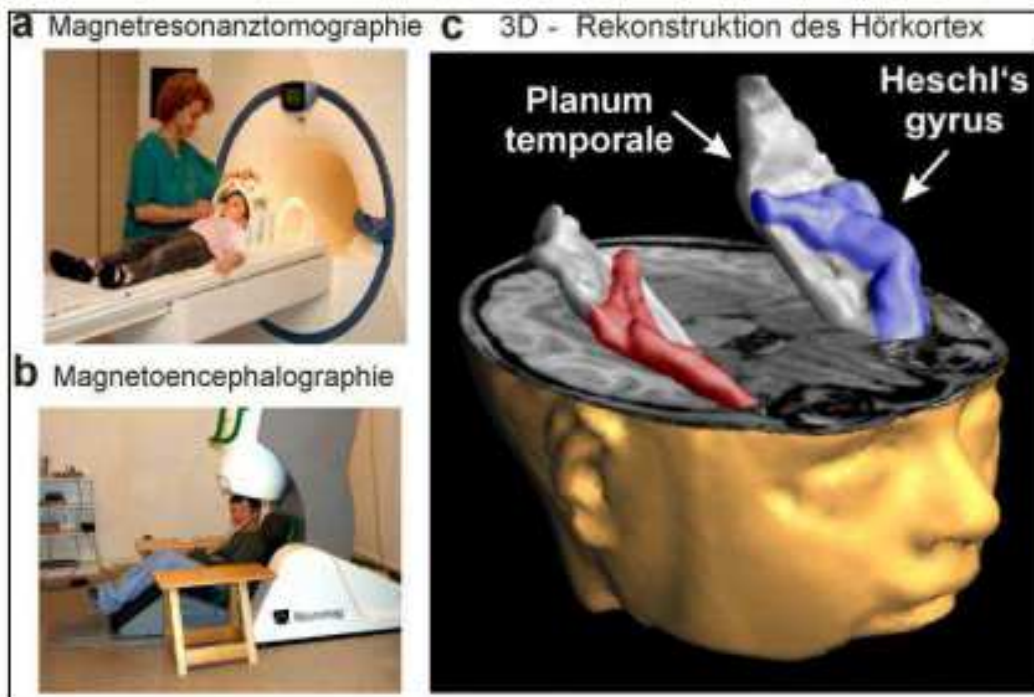 a Magnetresonanztomographie
b Magnetoencephalographie
c 3D - Rekonstruktion des Hörkortex
Planum
temporale
Heschl's
gyrus